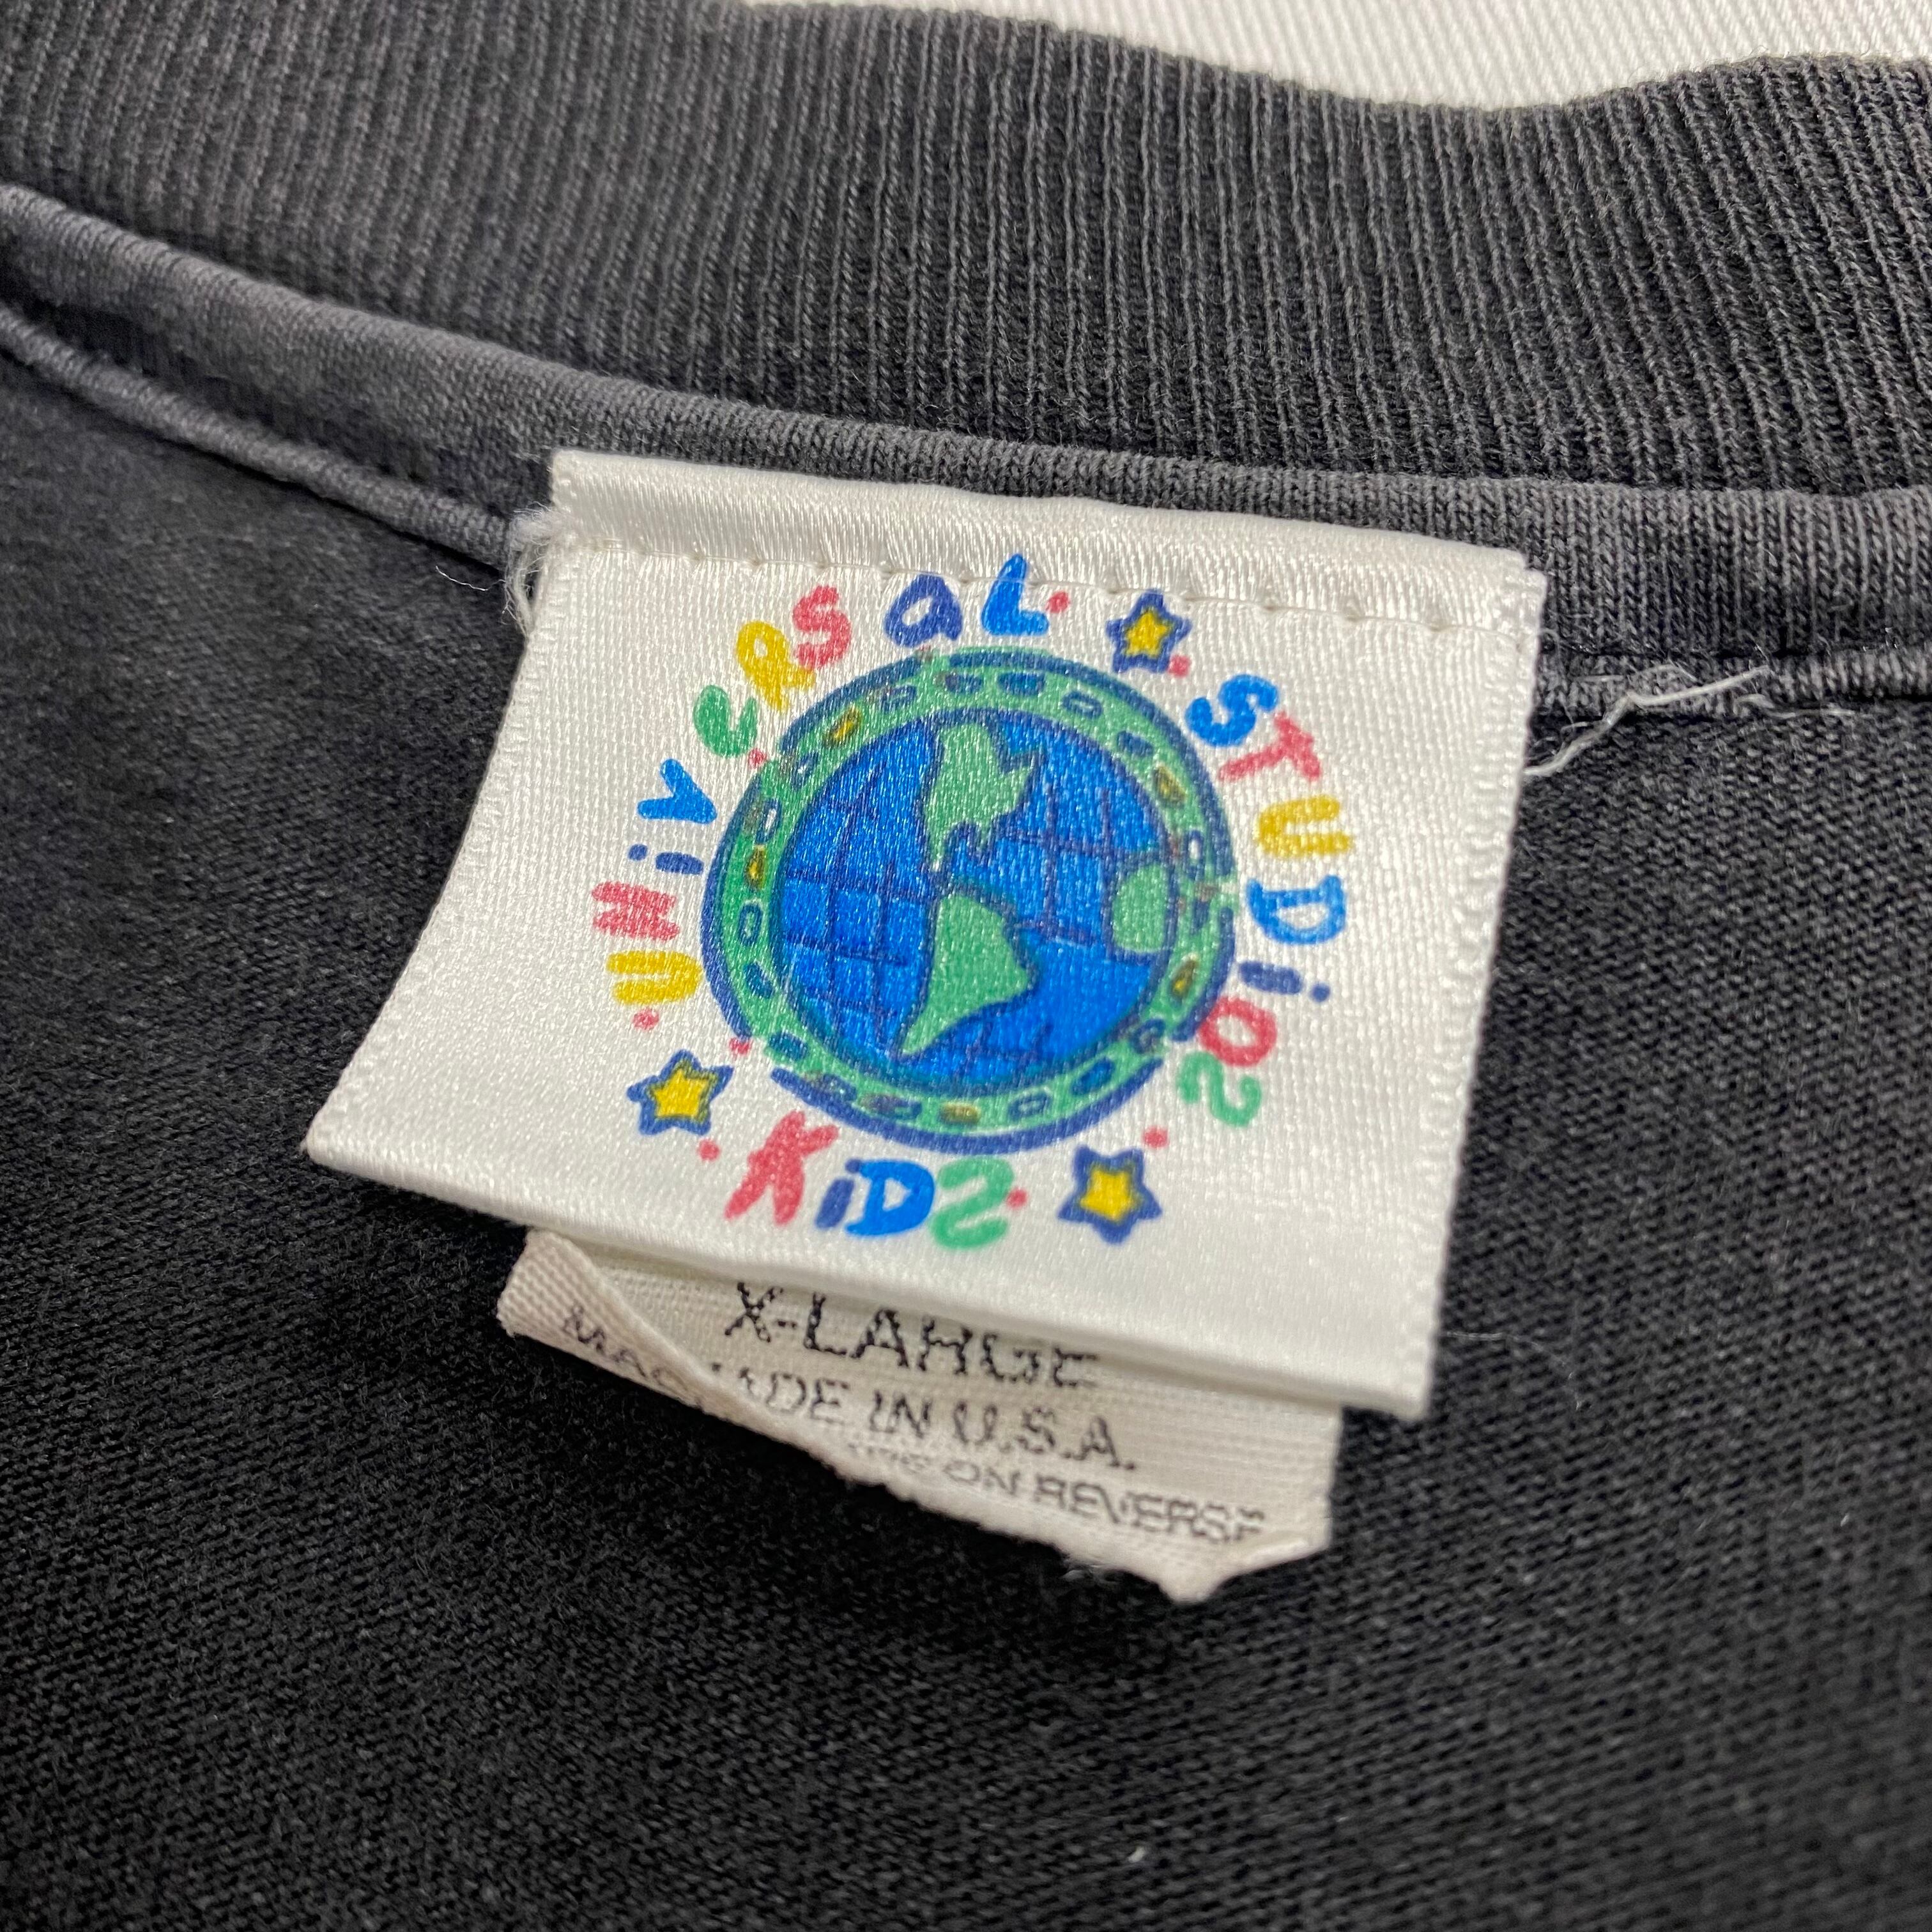 UNiVeRSaL STUDiOS
KiDS
X-LARGE
MADE IN U.S.A.
ON REVERSE